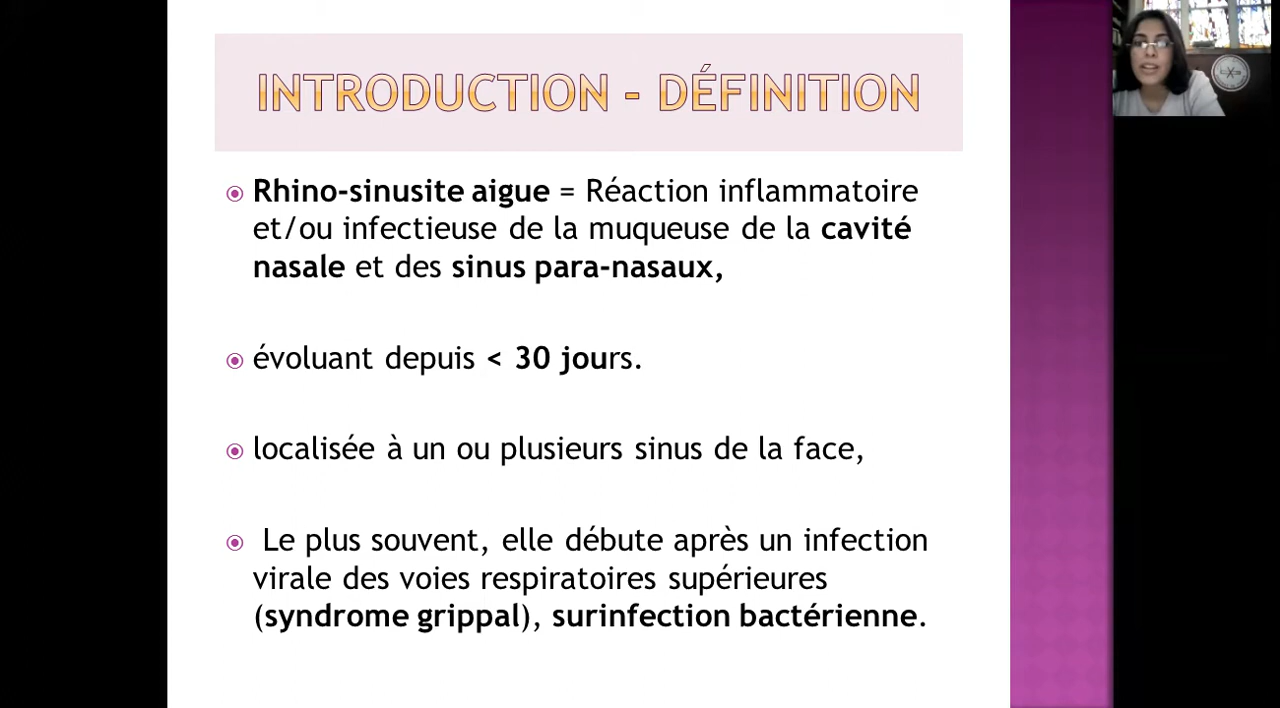 INTRODUCTION - DÉFINITION
Rhino-sinusite aigue = Réaction inflammatoire
et/ou infectieuse de la muqueuse de la cavité
nasale et des sinus para-nasaux,
évoluant depuis < 30 jours.
localisée à un ou plusieurs sinus de la face,
Le plus souvent, elle débute après un infection
virale des voies respiratoires supérieures
(syndrome grippal), surinfection bactérienne.